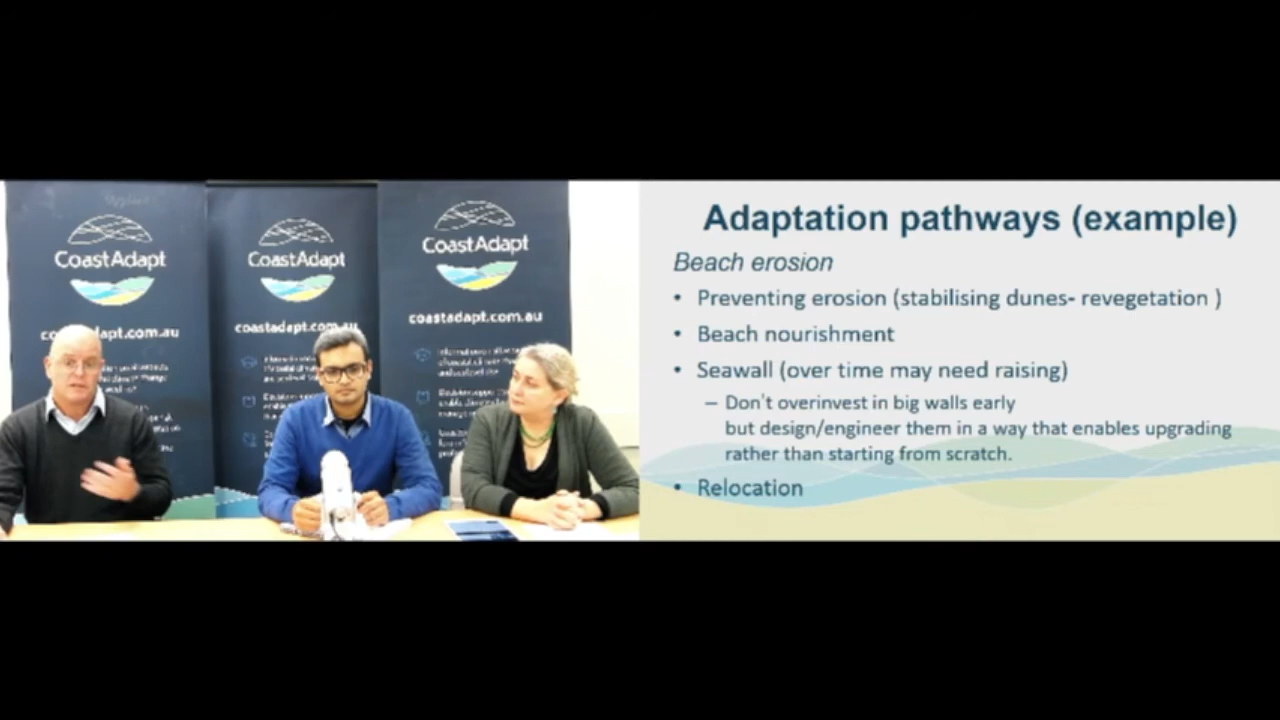 CoastAdapt
coastadapt.com.au
CoastAdapt
coastadapt.com.au
CoastAdapt
coastadapt.com.au
Adaptation pathways (example)
Beach erosion
• Preventing erosion (stabilising dunes- revegetation )
• Beach nourishment
• Seawall (over time may need raising)
– Don't overinvest in big walls early
but design/engineer them in a way that enables upgrading
rather than starting from scratch.
• Relocation